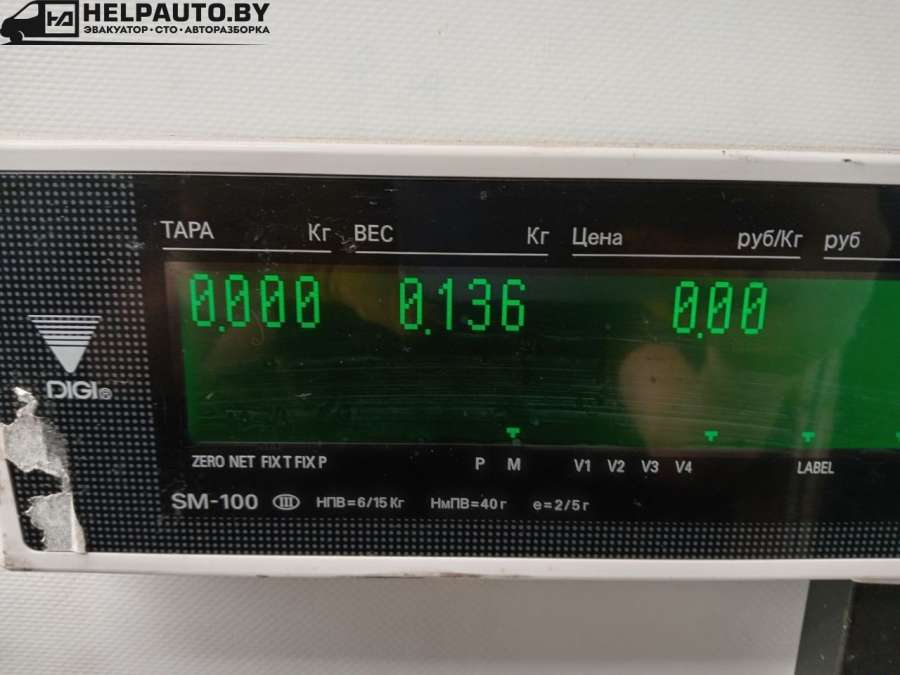 HELPAUTO.BY
ЭВАКУАТОР • СТО • АВТОРАЗБОРКА
ТАРА Кг ВЕС Кг Цена руб/Кг руб
0.000 0.136 0.00
DIGI®
ZERO NET FIX T FIX P P M V1 V2 V3 V4 LABEL
SM-100 III НПВ=6/15 Кг НмПВ=40 г е=2/5 г